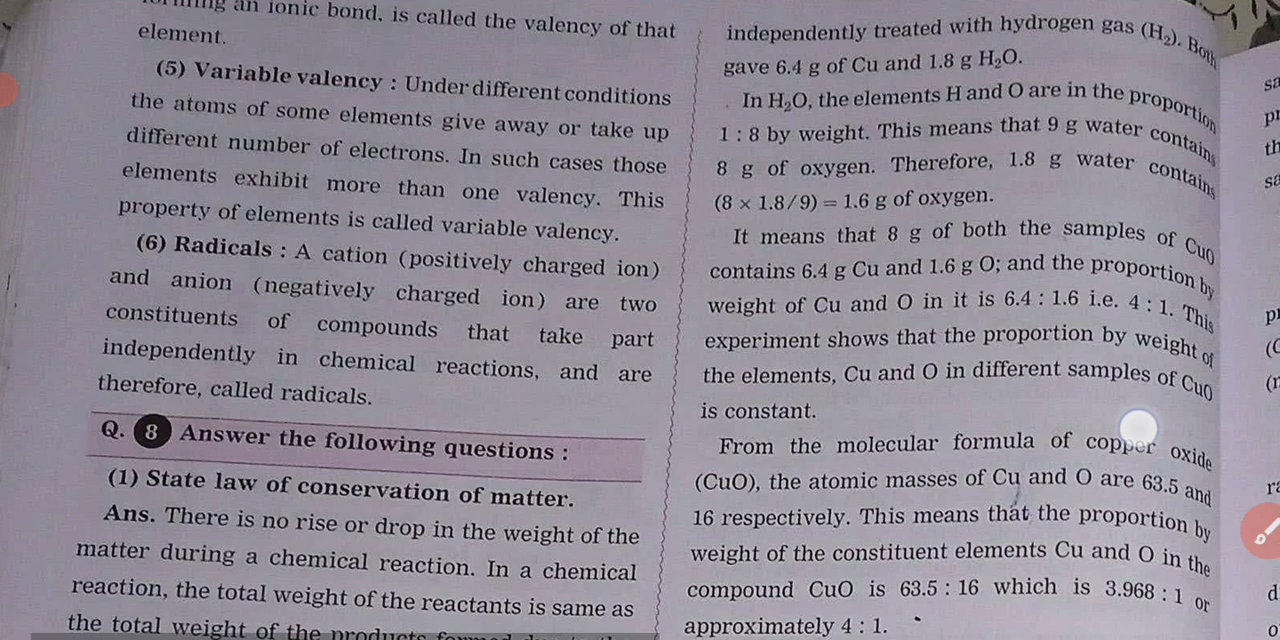 an ionic bond, is called the valency of that
element.
(5) Variable valency : Under different conditions
the atoms of some elements give away or take up
different number of electrons. In such cases those
elements exhibit more than one valency. This
property of elements is called variable valency.
(6) Radicals : A cation (positively charged ion)
and anion (negatively charged ion) are two
constituents of compounds that take part
independently in chemical reactions, and are
therefore, called radicals.
Q. 8 Answer the following questions :
(1) State law of conservation of matter.
Ans. There is no rise or drop in the weight of the
matter during a chemical reaction. In a chemical
reaction, the total weight of the reactants is same as
the total weight of the products
independently treated with hydrogen gas (H₂). Both
gave 6.4 g of Cu and 1.8 g H₂O.
In H₂O, the elements H and O are in the proportion
1 : 8 by weight. This means that 9 g water contains
8 g of oxygen. Therefore, 1.8 g water contains
(8 × 1.8/9) = 1.6 g of oxygen.
It means that 8 g of both the samples of CuO
contains 6.4 g Cu and 1.6 g O; and the proportion by
weight of Cu and O in it is 6.4 : 1.6 i.e. 4 : 1. This
experiment shows that the proportion by weight of
the elements, Cu and O in different samples of CuO
is constant.
From the molecular formula of copper oxide
(CuO), the atomic masses of Cu and O are 63.5 and
16 respectively. This means that the proportion by
weight of the constituent elements Cu and O in the
compound CuO is 63.5 : 16 which is 3.968 : 1 or
approximately 4 : 1.